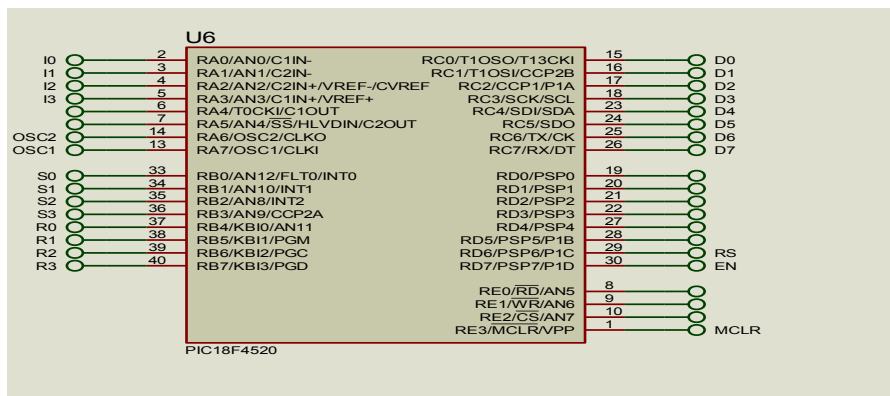 U6
I0 2 RA0/AN0/C1IN- RC0/T1OSO/T13CKI 15 D0
I1 3 RA1/AN1/C2IN- RC1/T1OSI/CCP2B 16 D1
I2 4 RA2/AN2/C2IN+/VREF-/CVREF RC2/CCP1/P1A 17 D2
I3 5 RA3/AN3/C1IN+/VREF+ RC3/SCK/SCL 18 D3
6 RA4/T0CKI/C1OUT RC4/SDI/SDA 23 D4
7 RA5/AN4/SS/HLVDIN/C2OUT RC5/SDO 24 D5
OSC2 14 RA6/OSC2/CLKO RC6/TX/CK 25 D6
OSC1 13 RA7/OSC1/CLKI RC7/RX/DT 26 D7
S0 33 RB0/AN12/FLT0/INT0 RD0/PSP0 19
S1 34 RB1/AN10/INT1 RD1/PSP1 20
S2 35 RB2/AN8/INT2 RD2/PSP2 21
S3 36 RB3/AN9/CCP2A RD3/PSP3 22
R0 37 RB4/KBI0/AN11 RD4/PSP4 27
R1 38 RB5/KBI1/PGM RD5/PSP5/P1B 28
R2 39 RB6/KBI2/PGC RD6/PSP6/P1C 29 RS
R3 40 RB7/KBI3/PGD RD7/PSP7/P1D 30 EN
RE0/RD/AN5 8
RE1/WR/AN6 9
RE2/CS/AN7 10
RE3/MCLR/VPP 1 MCLR
PIC18F4520